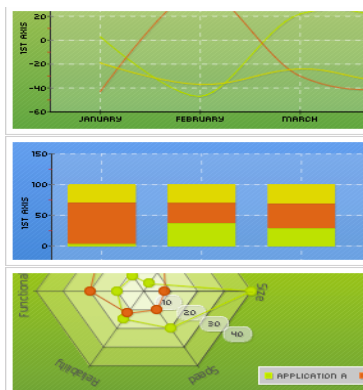 20
0
-20
-40
-60
1ST AXIS
JANUARY FEBRUARY MARCH
150
100
50
0
1ST AXIS
Functional
Size
10
20
30
40
Reliability
Speed
APPLICATION A